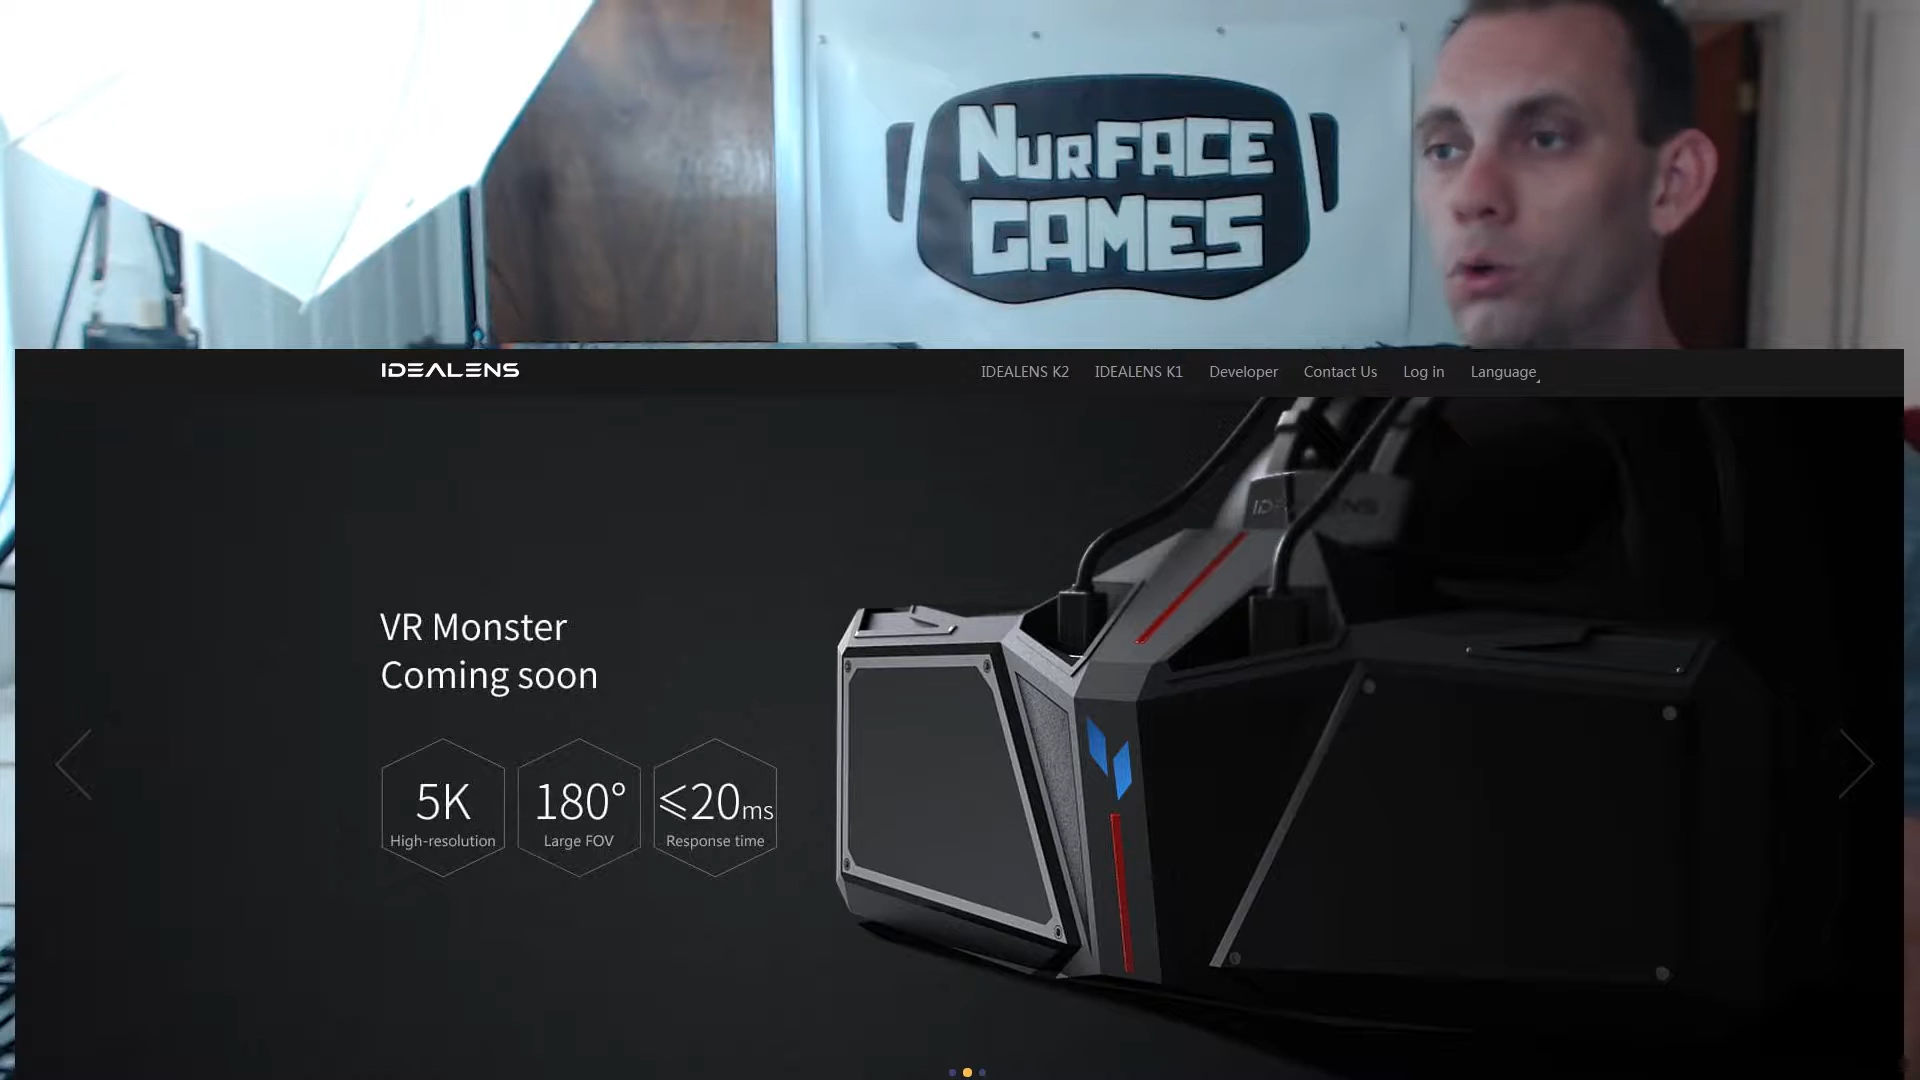 NURFACE
GAMES
IDEALENS
IDEALENS K2 IDEALENS K1 Developer Contact Us Log in Language
VR Monster
Coming soon
5K
High-resolution
180°
Large FOV
⩽20ms
Response time